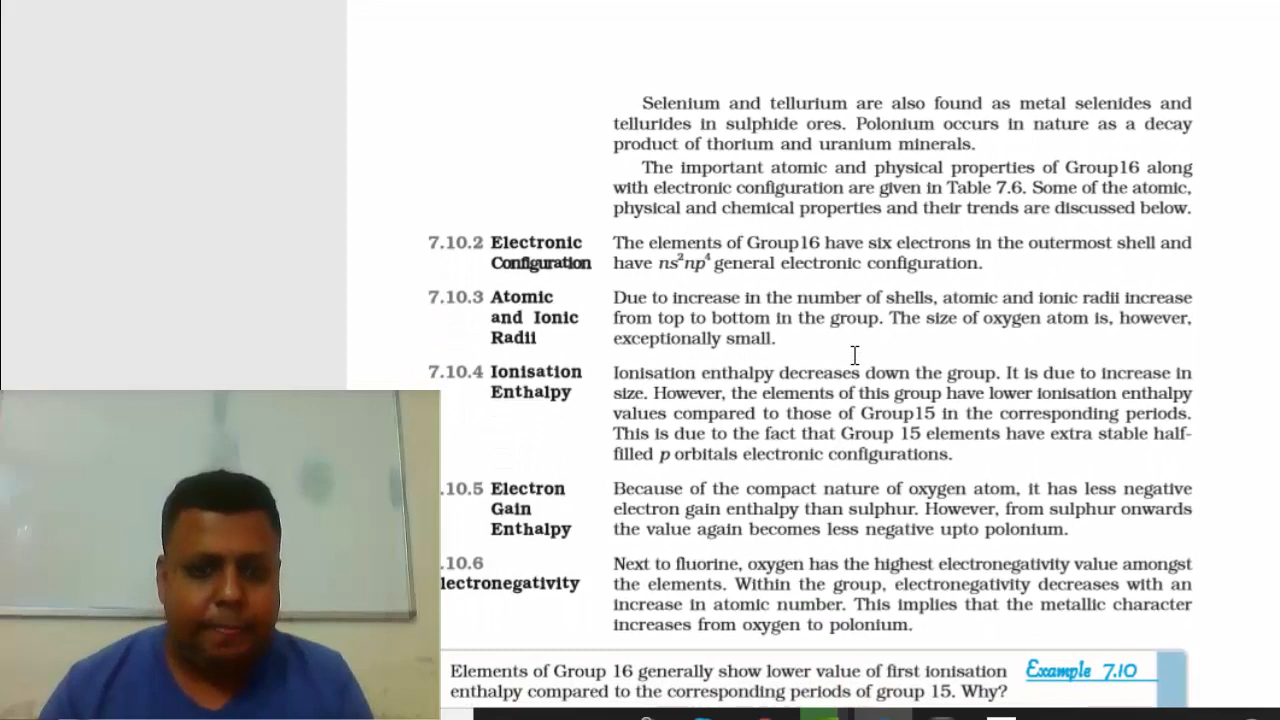 Selenium and tellurium are also found as metal selenides and
tellurides in sulphide ores. Polonium occurs in nature as a decay
product of thorium and uranium minerals.
The important atomic and physical properties of Group16 along
with electronic configuration are given in Table 7.6. Some of the atomic,
physical and chemical properties and their trends are discussed below.
7.10.2 Electronic
Configuration
The elements of Group16 have six electrons in the outermost shell and
have ns²np⁴ general electronic configuration.
7.10.3 Atomic
and Ionic
Radii
Due to increase in the number of shells, atomic and ionic radii increase
from top to bottom in the group. The size of oxygen atom is, however,
exceptionally small.
7.10.4 Ionisation
Enthalpy
Ionisation enthalpy decreases down the group. It is due to increase in
size. However, the elements of this group have lower ionisation enthalpy
values compared to those of Group15 in the corresponding periods.
This is due to the fact that Group 15 elements have extra stable half-
filled p orbitals electronic configurations.
.10.5 Electron
Gain
Enthalpy
Because of the compact nature of oxygen atom, it has less negative
electron gain enthalpy than sulphur. However, from sulphur onwards
the value again becomes less negative upto polonium.
.10.6
lectronegativity
Next to fluorine, oxygen has the highest electronegativity value amongst
the elements. Within the group, electronegativity decreases with an
increase in atomic number. This implies that the metallic character
increases from oxygen to polonium.
Elements of Group 16 generally show lower value of first ionisation
enthalpy compared to the corresponding periods of group 15. Why?
Example 7.10